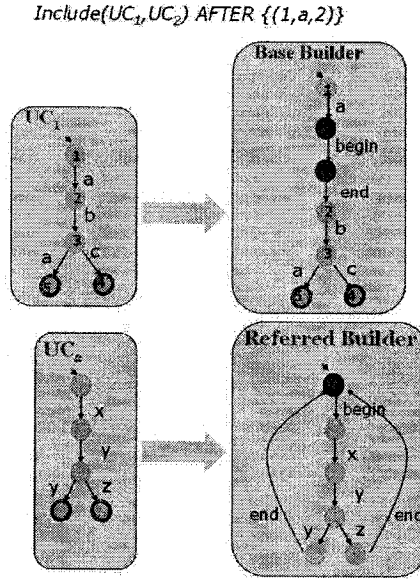 Include(UC₁,UC₂) AFTER {(1,a,2)}
Base Builder
UC₁
1
a
begin
1
a
end
2
2
b
b
3
3
a
c
a
c
UC₂
Referred Builder
begin
x
x
y
y
y
z
y
z
end
end